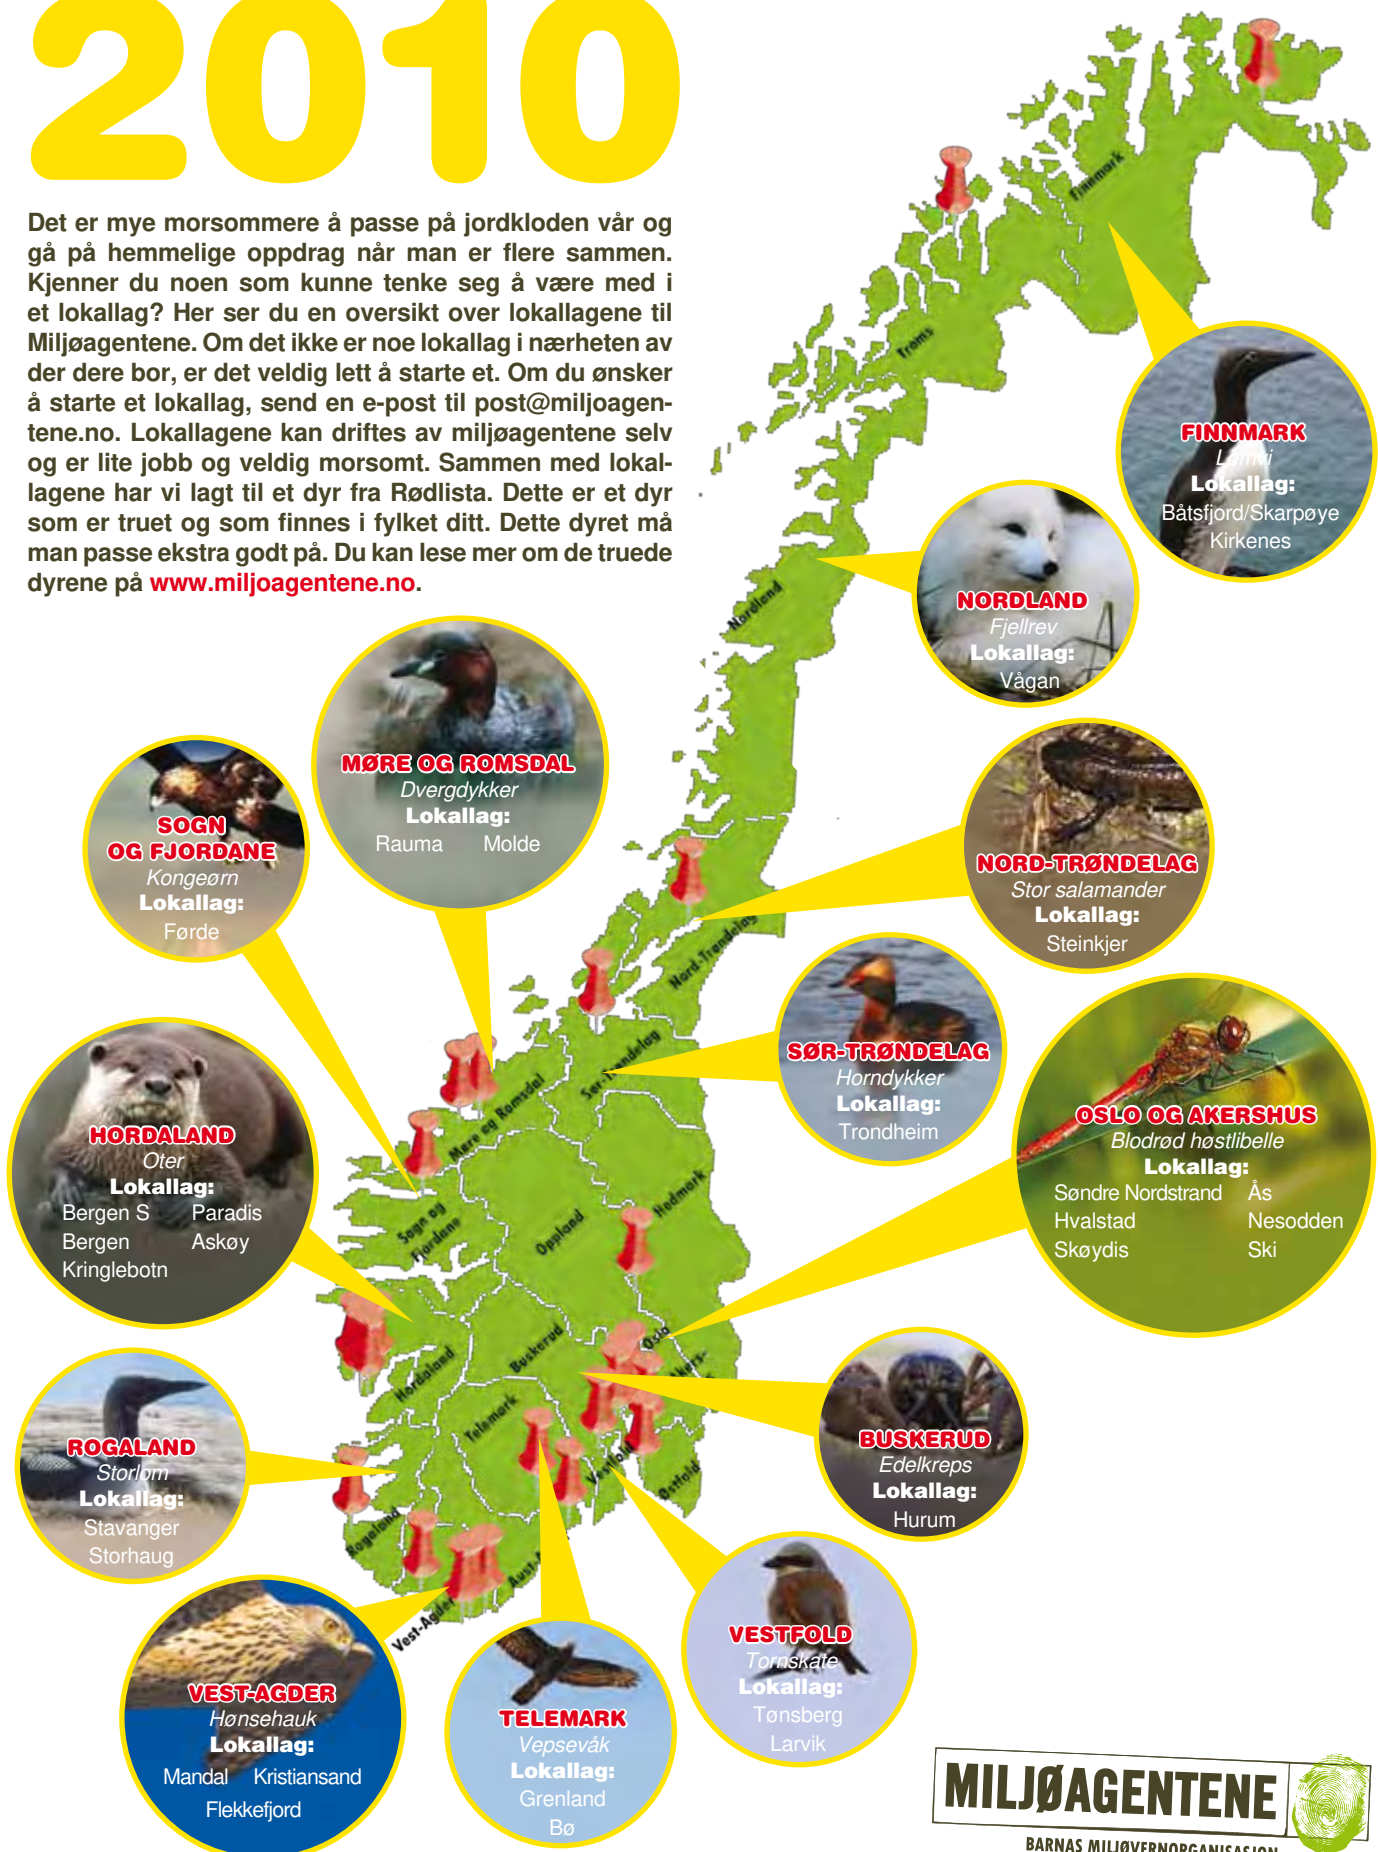 2010
Det er mye morsommere å passe på jordkloden vår og
gå på hemmelige oppdrag når man er flere sammen.
Kjenner du noen som kunne tenke seg å være med i
et lokallag? Her ser du en oversikt over lokallagene til
Miljøagentene. Om det ikke er noe lokallag i nærheten av
der dere bor, er det veldig lett å starte et. Om du ønsker
å starte et lokallag, send en e-post til post@miljoagen-
tene.no. Lokallagene kan driftes av miljøagentene selv
og er lite jobb og veldig morsomt. Sammen med lokal-
lagene har vi lagt til et dyr fra Rødlista. Dette er et dyr
som er truet og som finnes i fylket ditt. Dette dyret må
man passe ekstra godt på. Du kan lese mer om de truede
dyrene på www.miljoagentene.no.
Finnmark
Troms
Nordland
Nord-Trøndelag
Sør-Trøndelag
Møre og Romsdal
Sogn og
Fjordane
Oppland
Hedmark
Hordaland
Buskerud
Oslo
Telemark
Vestfold
Østfold
Rogaland
Vest-Agder
FINNMARK
Lomvi
Lokallag:
Båtsfjord/Skarpøye
Kirkenes
NORDLAND
Fjellrev
Lokallag:
Vågan
MØRE OG ROMSDAL
Dvergdykker
Lokallag:
Rauma Molde
SOGN
OG FJORDANE
Kongeørn
Lokallag:
Førde
NORD-TRØNDELAG
Stor salamander
Lokallag:
Steinkjer
SØR-TRØNDELAG
Horndykker
Lokallag:
Trondheim
HORDALAND
Oter
Lokallag:
Bergen S Paradis
Bergen Askøy
Kringlebotn
OSLO OG AKERSHUS
Blodrød høstlibelle
Lokallag:
Søndre Nordstrand Ås
Hvalstad Nesodden
Skøydis Ski
ROGALAND
Storlom
Lokallag:
Stavanger
Storhaug
BUSKERUD
Edelkreps
Lokallag:
Hurum
VEST-AGDER
Hønsehauk
Lokallag:
Mandal Kristiansand
Flekkefjord
TELEMARK
Vepsevåk
Lokallag:
Grenland
Bø
VESTFOLD
Tornskate
Lokallag:
Tønsberg
Larvik
MILJØAGENTENE
BARNAS MILJØVERNORGANISASJON